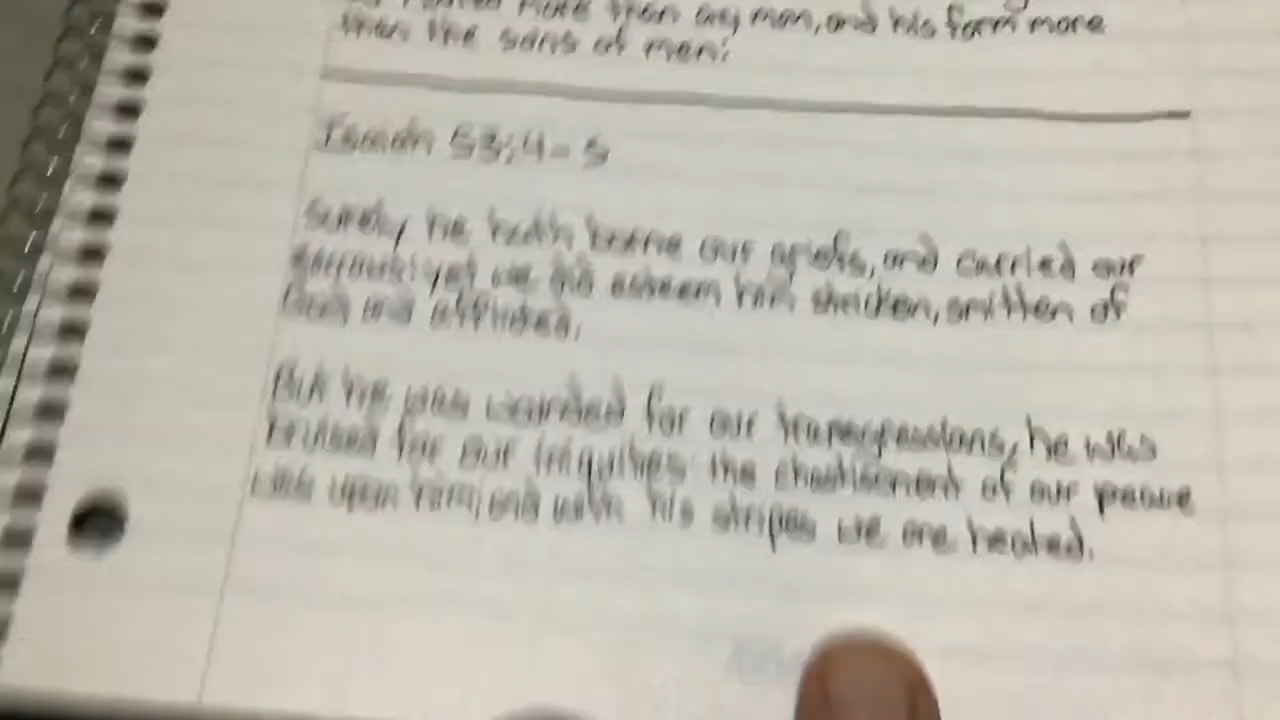 more than any man, and his form more
than the sons of men:
Isaiah 53:4-5
Surely he hath borne our griefs, and carried our
sorrows: yet we did esteem him stricken, smitten of
God and afflicted.
But he was wounded for our transgressions, he was
bruised for our iniquities: the chastisement of our peace
was upon him; and with his stripes we are healed.